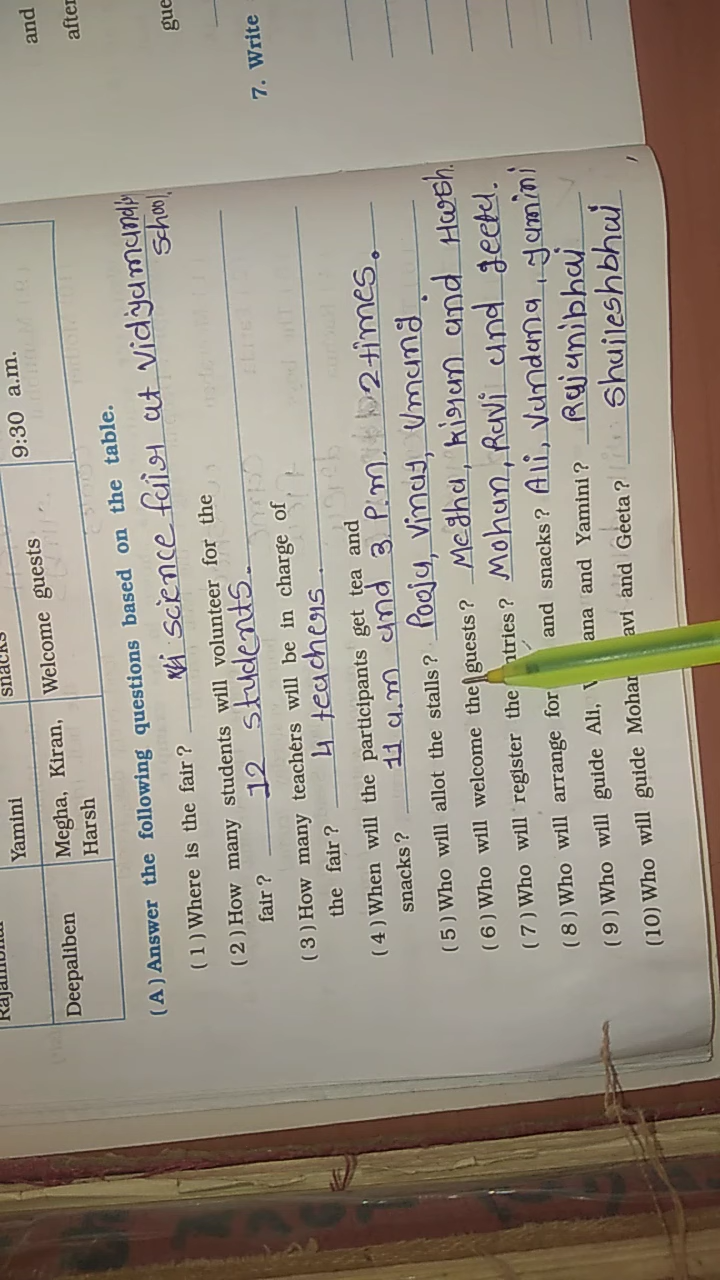 and
after
gue
7. Write
Yamini
snacks
Deepaliben
Megha, Kiran,
Harsh
Welcome guests
9:30 a.m.
(A) Answer the following questions based on the table.
(1) Where is the fair? science fair at Vidyamandir
school.
(2) How many students will volunteer for the
fair? 12 students.
(3) How many teachers will be in charge of
the fair? 4 teachers.
(4) When will the participants get tea and
snacks? 11 a.m and 3 P.m. 2 times.
(5) Who will allot the stalls? Pooja, Vinay, Umang.
(6) Who will welcome the guests? Megha, Kiran and Harsh.
(7) Who will register the ntries? Mohan, Ravi and geeta.
(8) Who will arrange for and snacks? Ali, Vandana, yamini
(9) Who will guide Ali, ana and Yamini? Rajanibhai
(10) Who will guide Mohan avi and Geeta? Shaileshbhai